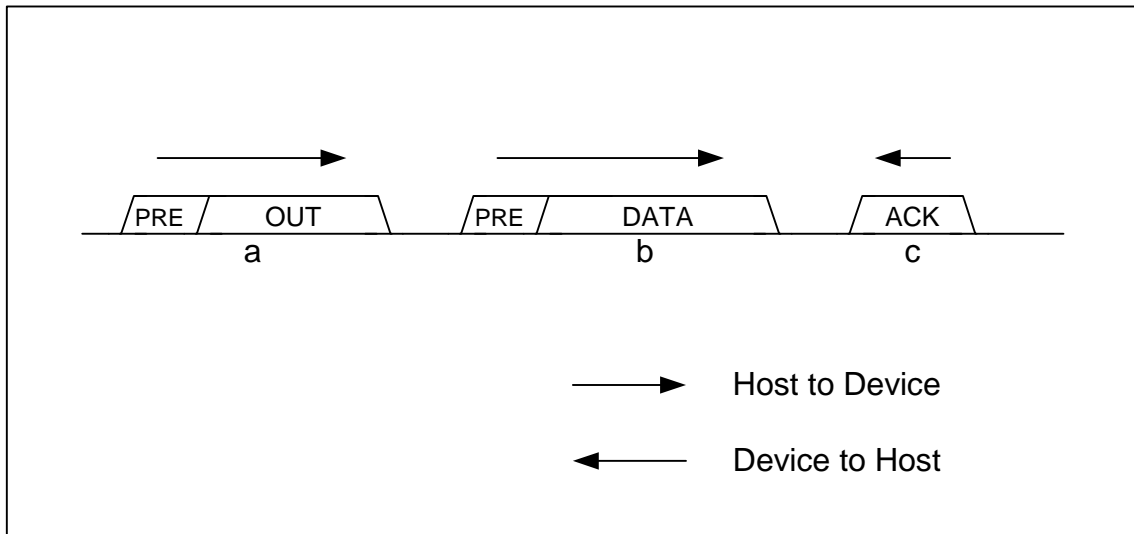 PRE OUT PRE DATA ACK
a b c
Host to Device
Device to Host